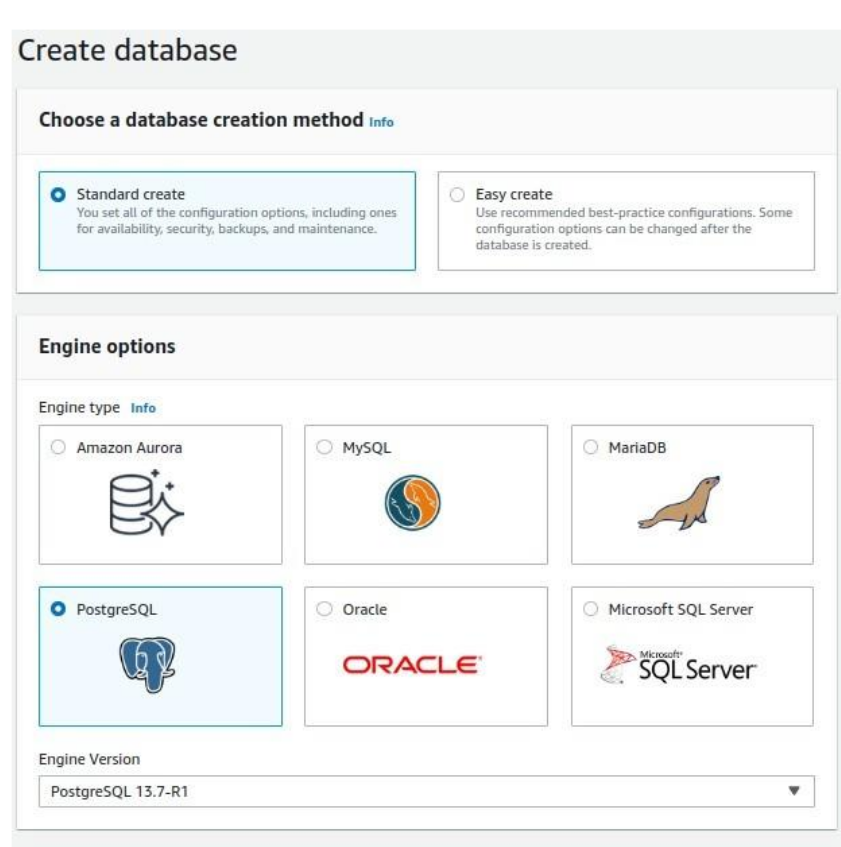 Create database
Choose a database creation method Info
Standard create
You set all of the configuration options, including ones
for availability, security, backups, and maintenance.
Easy create
Use recommended best-practice configurations. Some
configuration options can be changed after the
database is created.
Engine options
Engine type Info
Amazon Aurora
MySQL
MariaDB
PostgreSQL
Oracle
ORACLE
Microsoft SQL Server
Microsoft
SQL Server
Engine Version
PostgreSQL 13.7-R1